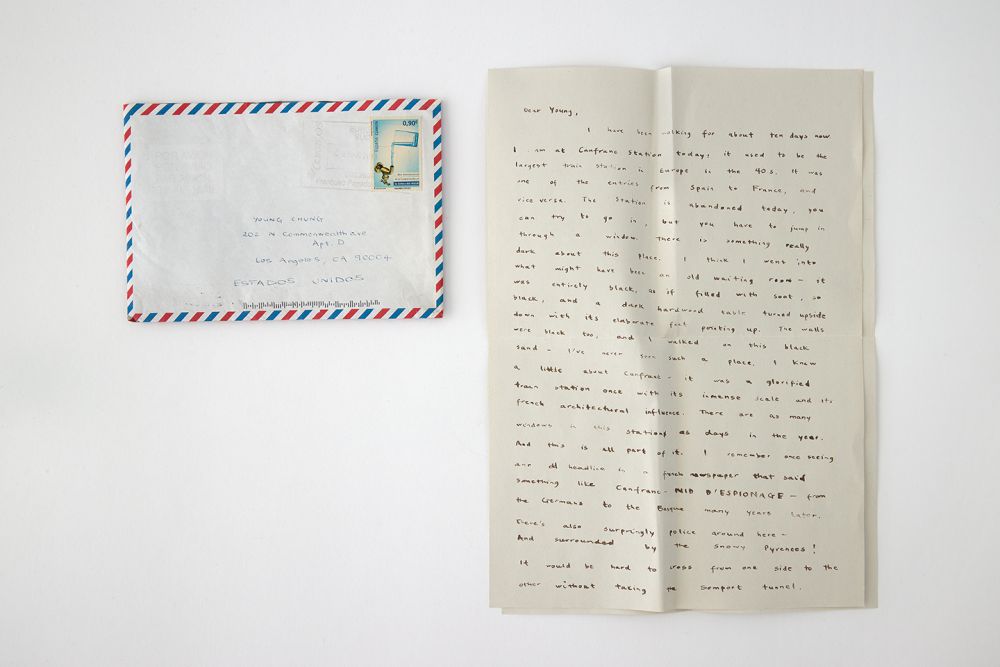 0,90€
YOUNG CHUNG
202 N. Commonwealth ave
Apt. D
Los Angeles, CA 90004
ESTADOS UNIDOS
Dear Young,
I have been walking for about ten days now
I am at Canfranc Station today, it used to be the
largest train station in Europe in the 40s. It was
one of the entries from Spain to France, and
vice verse. The Station is abandoned today, you
can try to go in, but you have to jump in
through a window. There is something really
dark about this place. I think I went into
what might have been an old waiting room - it
was entirely black, as if filled with soot, so
black, and a dark hardwood table turned upside
down with its elaborate feet pointing up. The walls
were black too, and I walked on this black
sand - I've never seen such a place. I knew
a little about Canfranc - it was a glorified
train station once with its inmense scale and its
french architectural influence. There are as many
windows in this station as days in the year.
And this is all part of it. I remember once seeing
an old headline in a french newspaper that said
something like Canfranc - NID D'ESPIONAGE - from
the Germans to the Basque many years later.
There's also surpringly police around here -
And surrounded by the snowy Pyrenees!
It would be hard to cross from one side to the
other without taking the Somport tunnel.